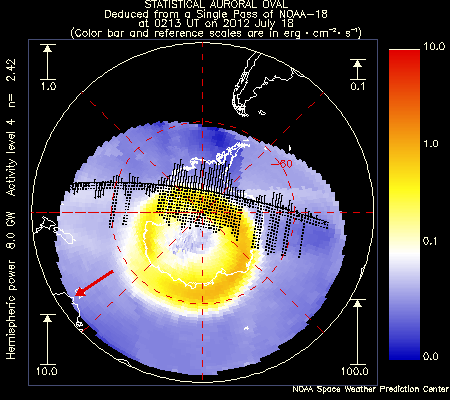 STATISTICAL AURORAL OVAL
Deduced from a Single Pass of NOAA-18
at 0213 UT on 2012 July 18
(Color bar and reference scales are in erg · cm⁻² · s⁻¹)
Hemispheric power 8.0 GW Activity level 4 n= 2.42
1.0
0.1
10.0
1.0
0.1
0.0
-60
10.0
100.0
NOAA Space Weather Prediction Center